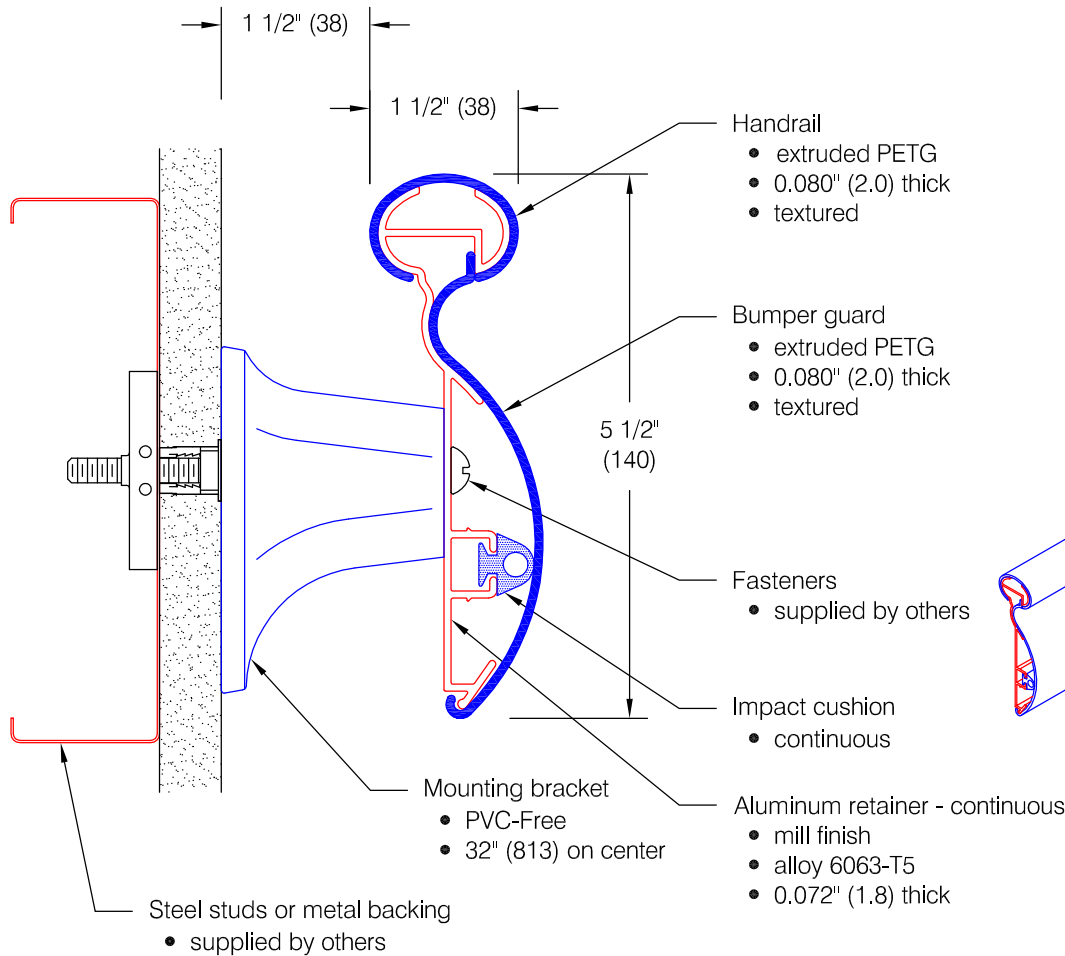 1 1/2" (38)
1 1/2" (38)
Handrail
● extruded PETG
● 0.080" (2.0) thick
● textured
Bumper guard
● extruded PETG
● 0.080" (2.0) thick
● textured
5 1/2"
(140)
Fasteners
● supplied by others
Impact cushion
● continuous
Mounting bracket
● PVC-Free
● 32" (813) on center
Aluminum retainer - continuous
● mill finish
● alloy 6063-T5
● 0.072" (1.8) thick
Steel studs or metal backing
● supplied by others